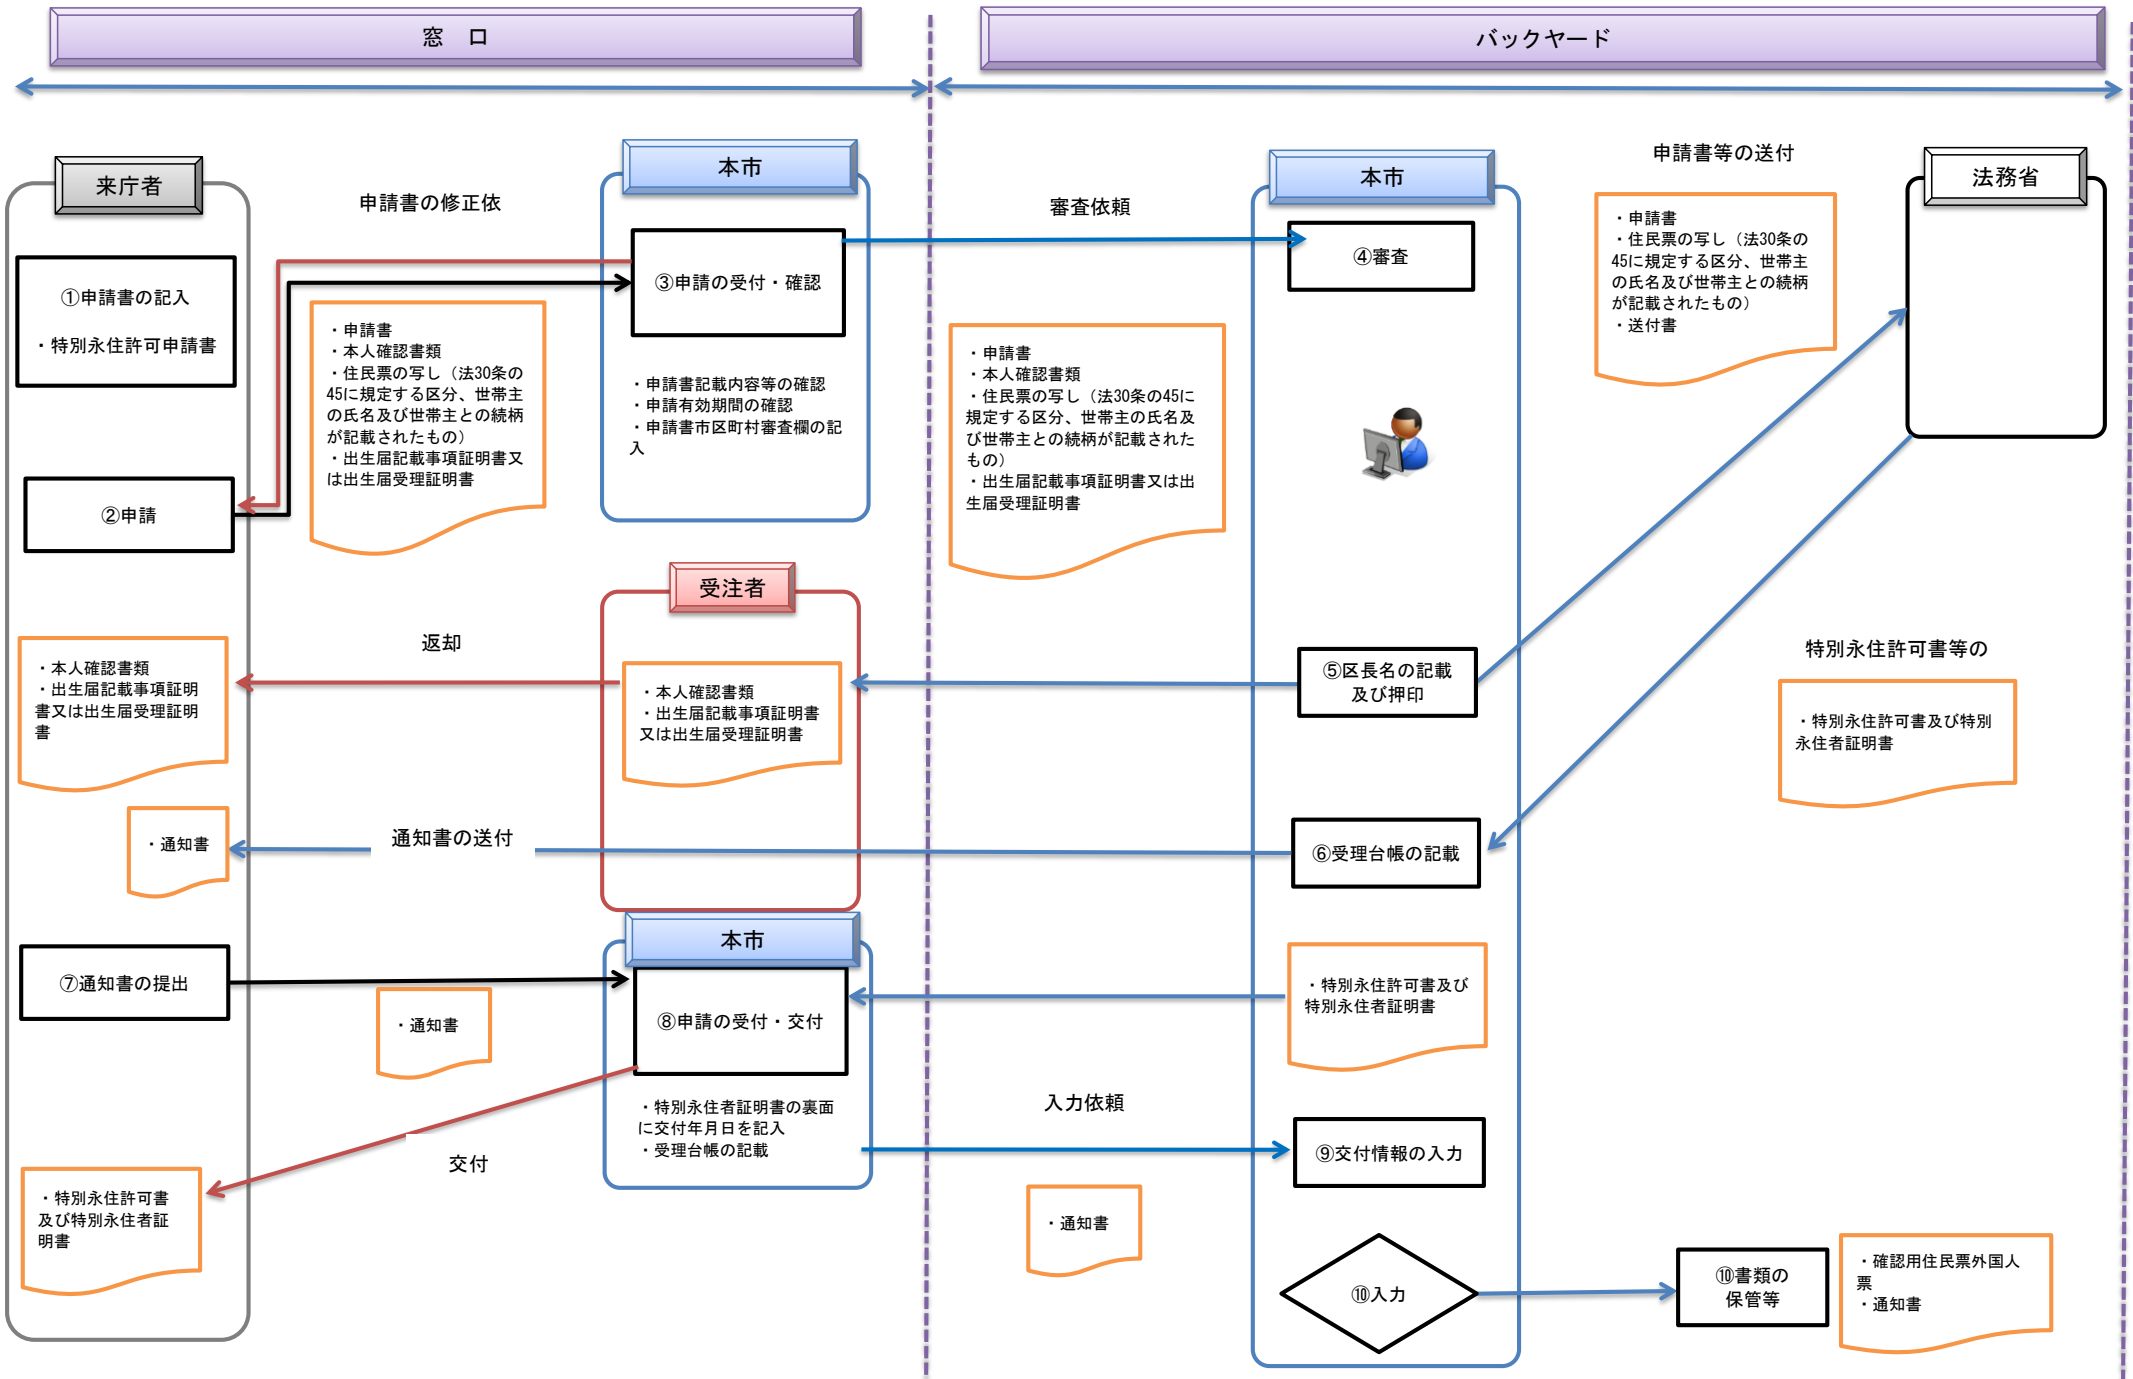 窓　口
バックヤード
来庁者
本市
本市
法務省
申請書の修正依
審査依頼
申請書等の送付
①申請書の記入
・特別永住許可申請書
③申請の受付・確認
④審査
・申請書
・住民票の写し（法30条の
45に規定する区分、世帯主
の氏名及び世帯主との続柄
が記載されたもの）
・送付書
・申請書
・本人確認書類
・住民票の写し（法30条の
45に規定する区分、世帯主
の氏名及び世帯主との続柄
が記載されたもの）
・出生届記載事項証明書又
は出生届受理証明書
・申請書記載内容等の確認
・申請有効期間の確認
・申請書市区町村審査欄の記
入
・申請書
・本人確認書類
・住民票の写し（法30条の45に
規定する区分、世帯主の氏名及
び世帯主との続柄が記載された
もの）
・出生届記載事項証明書又は出
生届受理証明書
②申請
受注者
返却
・本人確認書類
・出生届記載事項証明
書又は出生届受理証明
書
・本人確認書類
・出生届記載事項証明書
又は出生届受理証明書
⑤区長名の記載
及び押印
特別永住許可書等の
・特別永住許可書及び特別
永住者証明書
・通知書
通知書の送付
⑥受理台帳の記載
本市
⑦通知書の提出
・通知書
⑧申請の受付・交付
・特別永住許可書及び
特別永住者証明書
・特別永住者証明書の裏面
に交付年月日を記入
・受理台帳の記載
入力依頼
⑨交付情報の入力
交付
・特別永住許可書
及び特別永住者証
明書
・通知書
⑩入力
⑩書類の
保管等
・確認用住民票外国人
票
・通知書